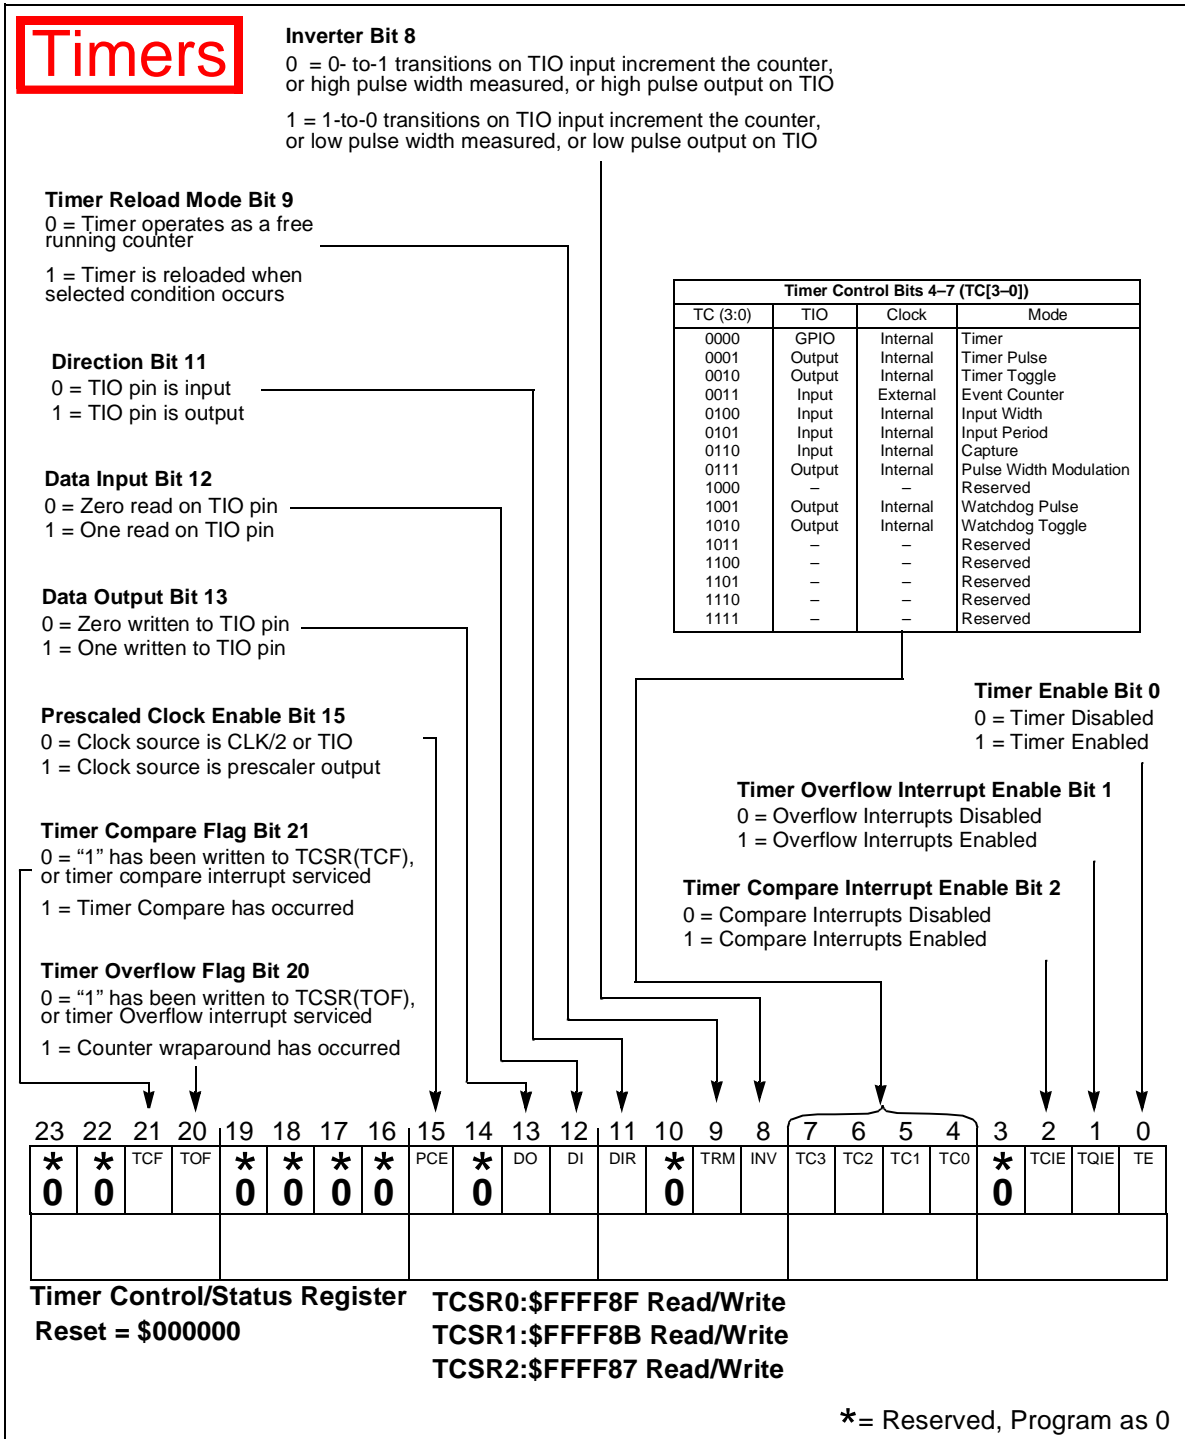 Timers
Inverter Bit 8
0 = 0- to-1 transitions on TIO input increment the counter,
or high pulse width measured, or high pulse output on TIO
1 = 1-to-0 transitions on TIO input increment the counter,
or low pulse width measured, or low pulse output on TIO
Timer Reload Mode Bit 9
0 = Timer operates as a free
running counter
1 = Timer is reloaded when
selected condition occurs
Direction Bit 11
0 = TIO pin is input
1 = TIO pin is output
Data Input Bit 12
0 = Zero read on TIO pin
1 = One read on TIO pin
Data Output Bit 13
0 = Zero written to TIO pin
1 = One written to TIO pin
Prescaled Clock Enable Bit 15
0 = Clock source is CLK/2 or TIO
1 = Clock source is prescaler output
Timer Compare Flag Bit 21
0 = “1” has been written to TCSR(TCF),
or timer compare interrupt serviced
1 = Timer Compare has occurred
Timer Overflow Flag Bit 20
0 = “1” has been written to TCSR(TOF),
or timer Overflow interrupt serviced
1 = Counter wraparound has occurred
Timer Control Bits 4–7 (TC[3–0])
TC (3:0) TIO Clock Mode
0000 GPIO Internal Timer
0001 Output Internal Timer Pulse
0010 Output Internal Timer Toggle
0011 Input External Event Counter
0100 Input Internal Input Width
0101 Input Internal Input Period
0110 Input Internal Capture
0111 Output Internal Pulse Width Modulation
1000 – – Reserved
1001 Output Internal Watchdog Pulse
1010 Output Internal Watchdog Toggle
1011 – – Reserved
1100 – – Reserved
1101 – – Reserved
1110 – – Reserved
1111 – – Reserved
Timer Enable Bit 0
0 = Timer Disabled
1 = Timer Enabled
Timer Overflow Interrupt Enable Bit 1
0 = Overflow Interrupts Disabled
1 = Overflow Interrupts Enabled
Timer Compare Interrupt Enable Bit 2
0 = Compare Interrupts Disabled
1 = Compare Interrupts Enabled
23 22 21 20 19 18 17 16 15 14 13 12 11 10 9 8 7 6 5 4 3 2 1 0
* * TCF TOF * * * * PCE * DO DI DIR * TRM INV TC3 TC2 TC1 TC0 * TCIE TQIE TE
0 0 0 0 0 0 0 0 0
Timer Control/Status Register
Reset = $000000
TCSR0:$FFFF8F Read/Write
TCSR1:$FFFF8B Read/Write
TCSR2:$FFFF87 Read/Write
*= Reserved, Program as 0